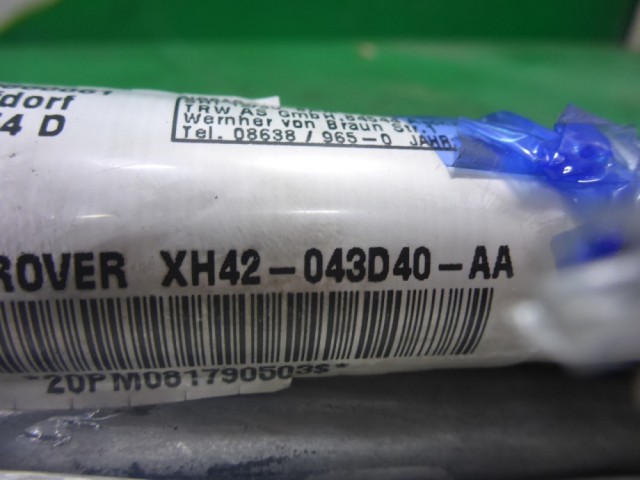 dorf
4 D
TRW AS GmbH
Wernher von Braun Str.
Tel. 08638 / 965-0 JAHR
ROVER XH42-043D40-AA
*20PM081790503S*